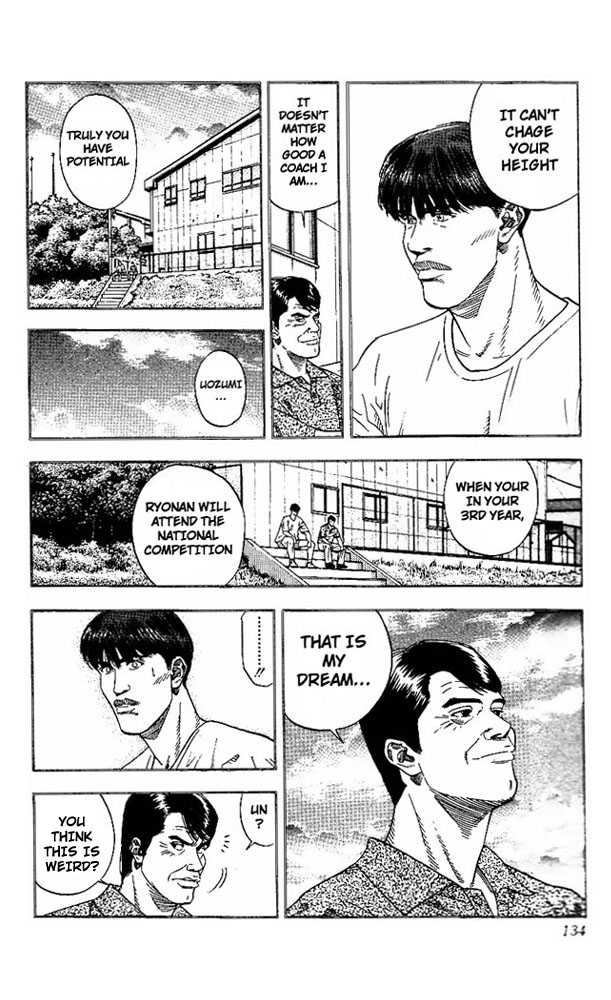 IT CAN'T
CHAGE
YOUR
HEIGHT
IT
DOESN'T
MATTER
HOW
GOOD A
COACH I
AM...
TRULY YOU
HAVE
POTENTIAL
UOZUMI
...
WHEN YOUR
IN YOUR
3RD YEAR,
RYONAN WILL
ATTEND THE
NATIONAL
COMPETITION
THAT IS
MY
DREAM...
.........!!
UN
?
YOU
THINK
THIS IS
WEIRD?
134